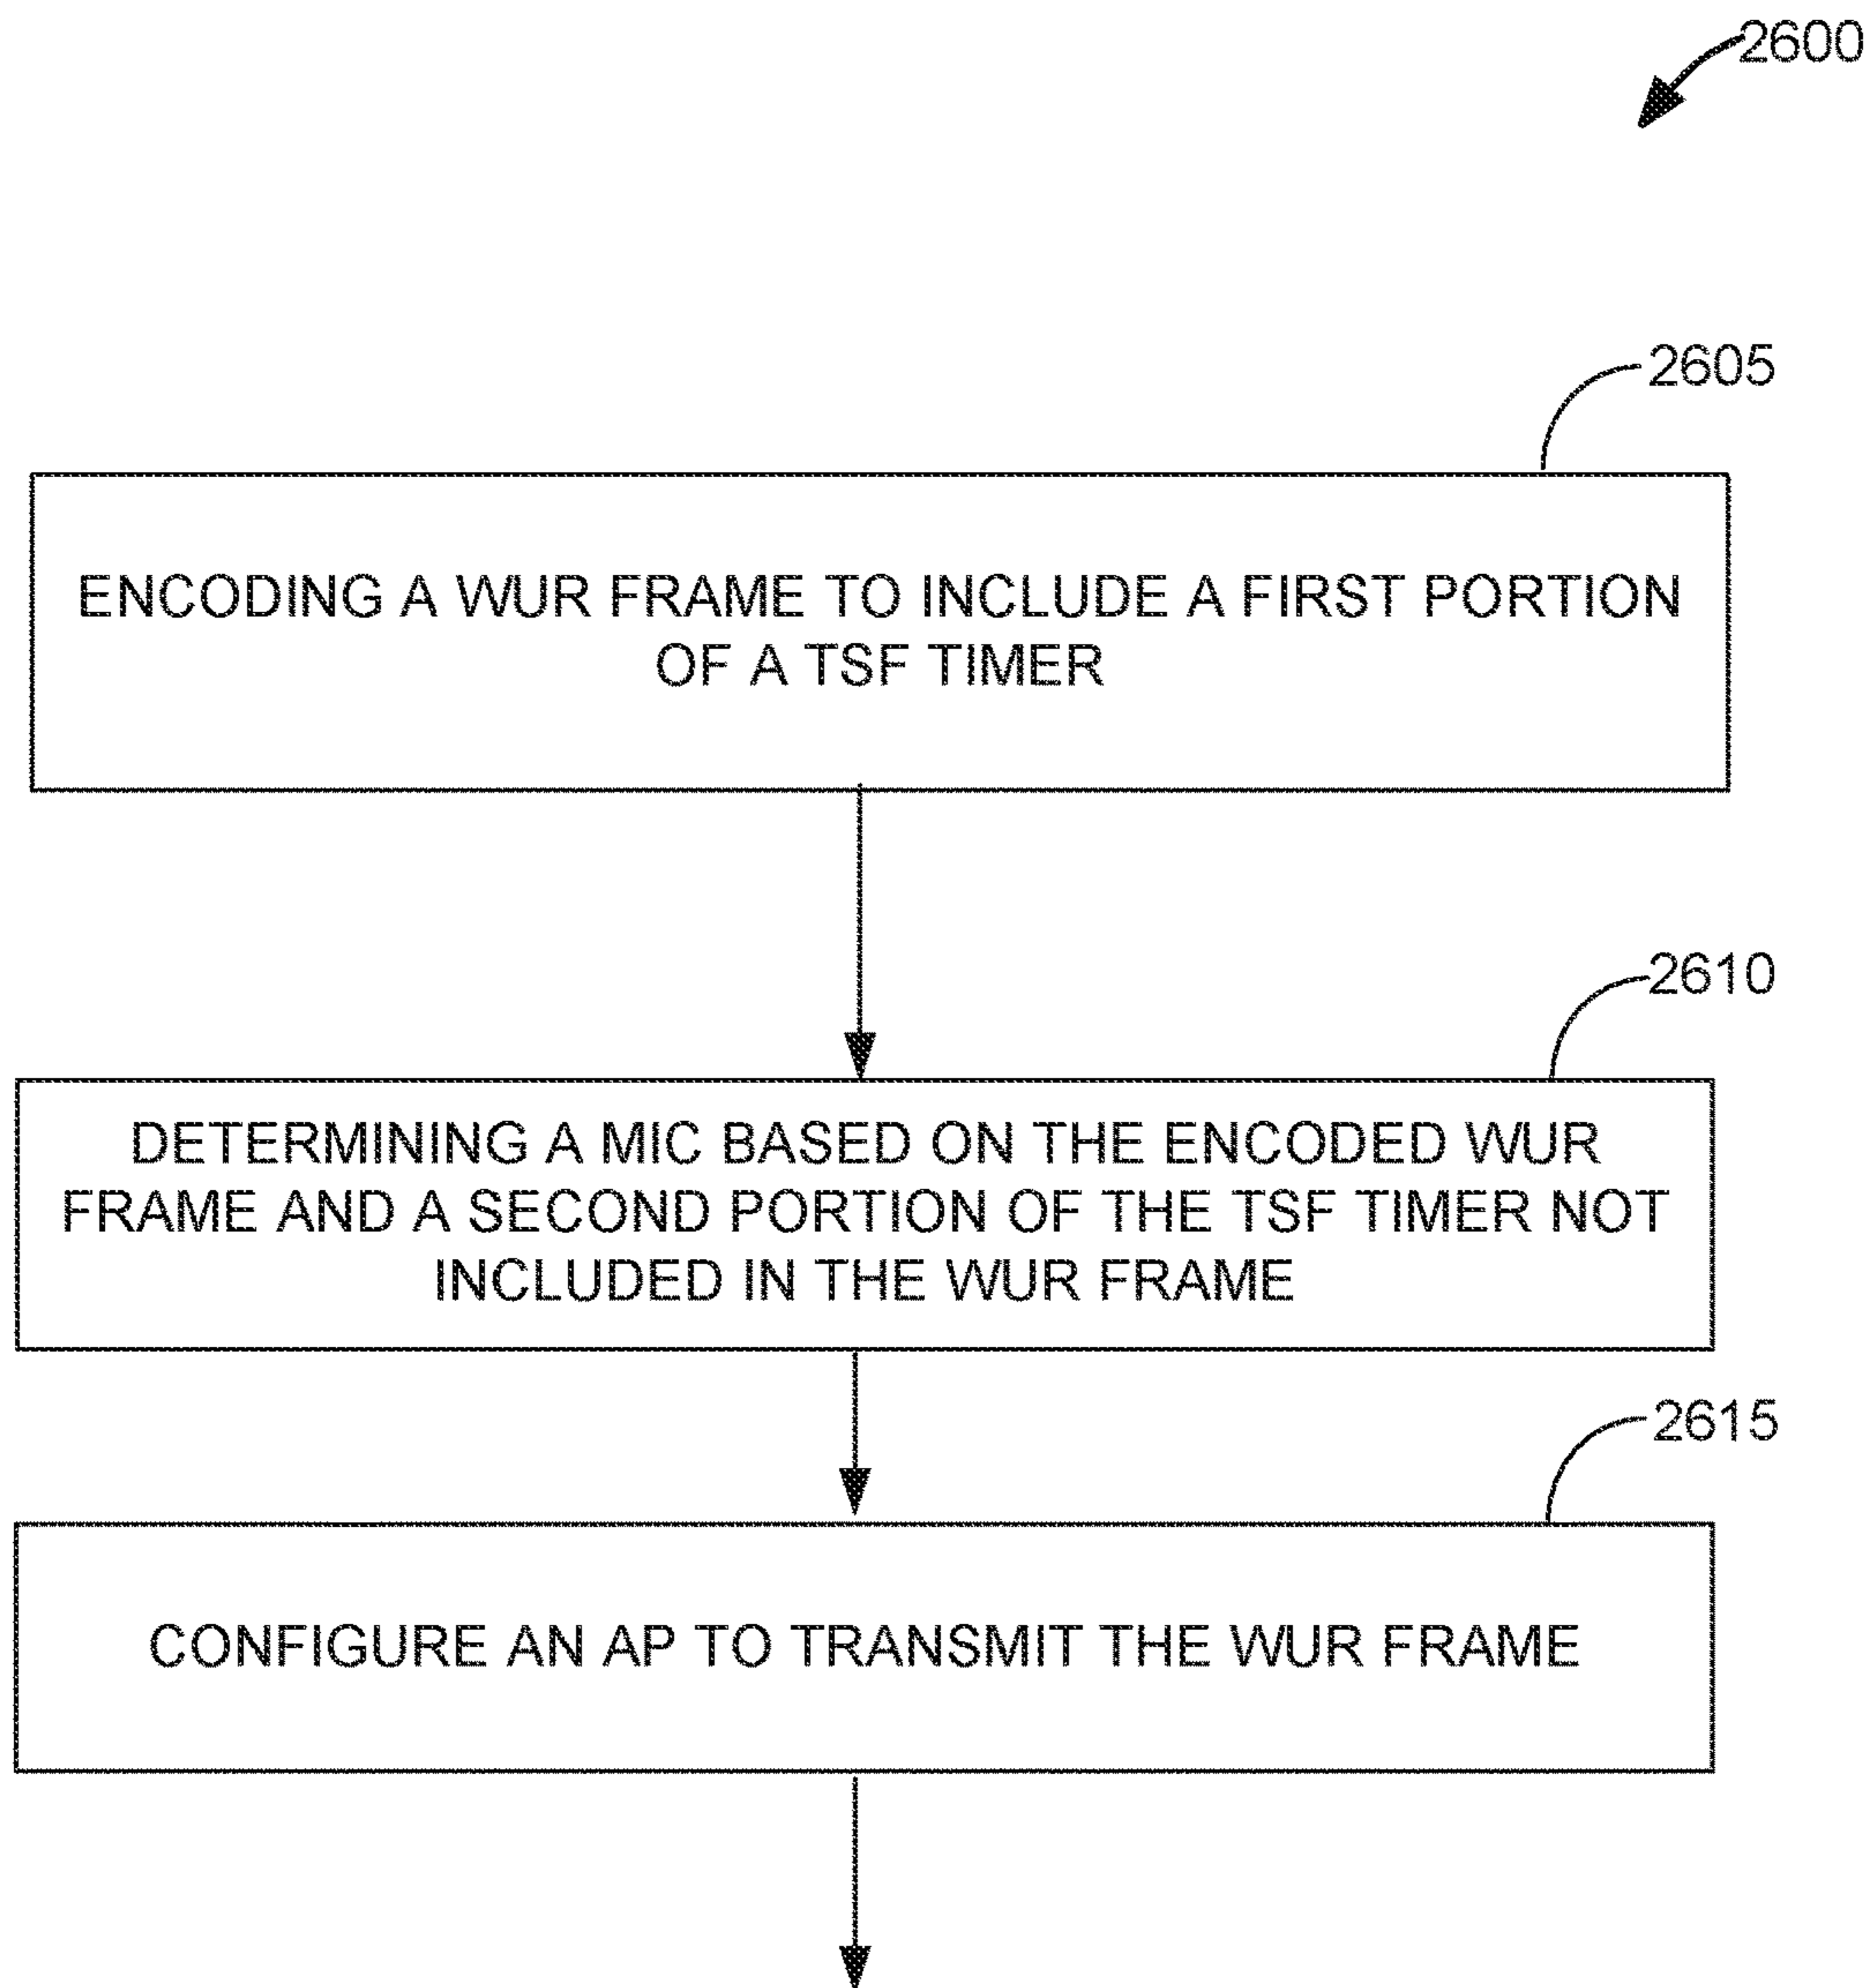 2600
2605
ENCODING A WUR FRAME TO INCLUDE A FIRST PORTION
OF A TSF TIMER
2610
DETERMINING A MIC BASED ON THE ENCODED WUR
FRAME AND A SECOND PORTION OF THE TSF TIMER NOT
INCLUDED IN THE WUR FRAME
2615
CONFIGURE AN AP TO TRANSMIT THE WUR FRAME